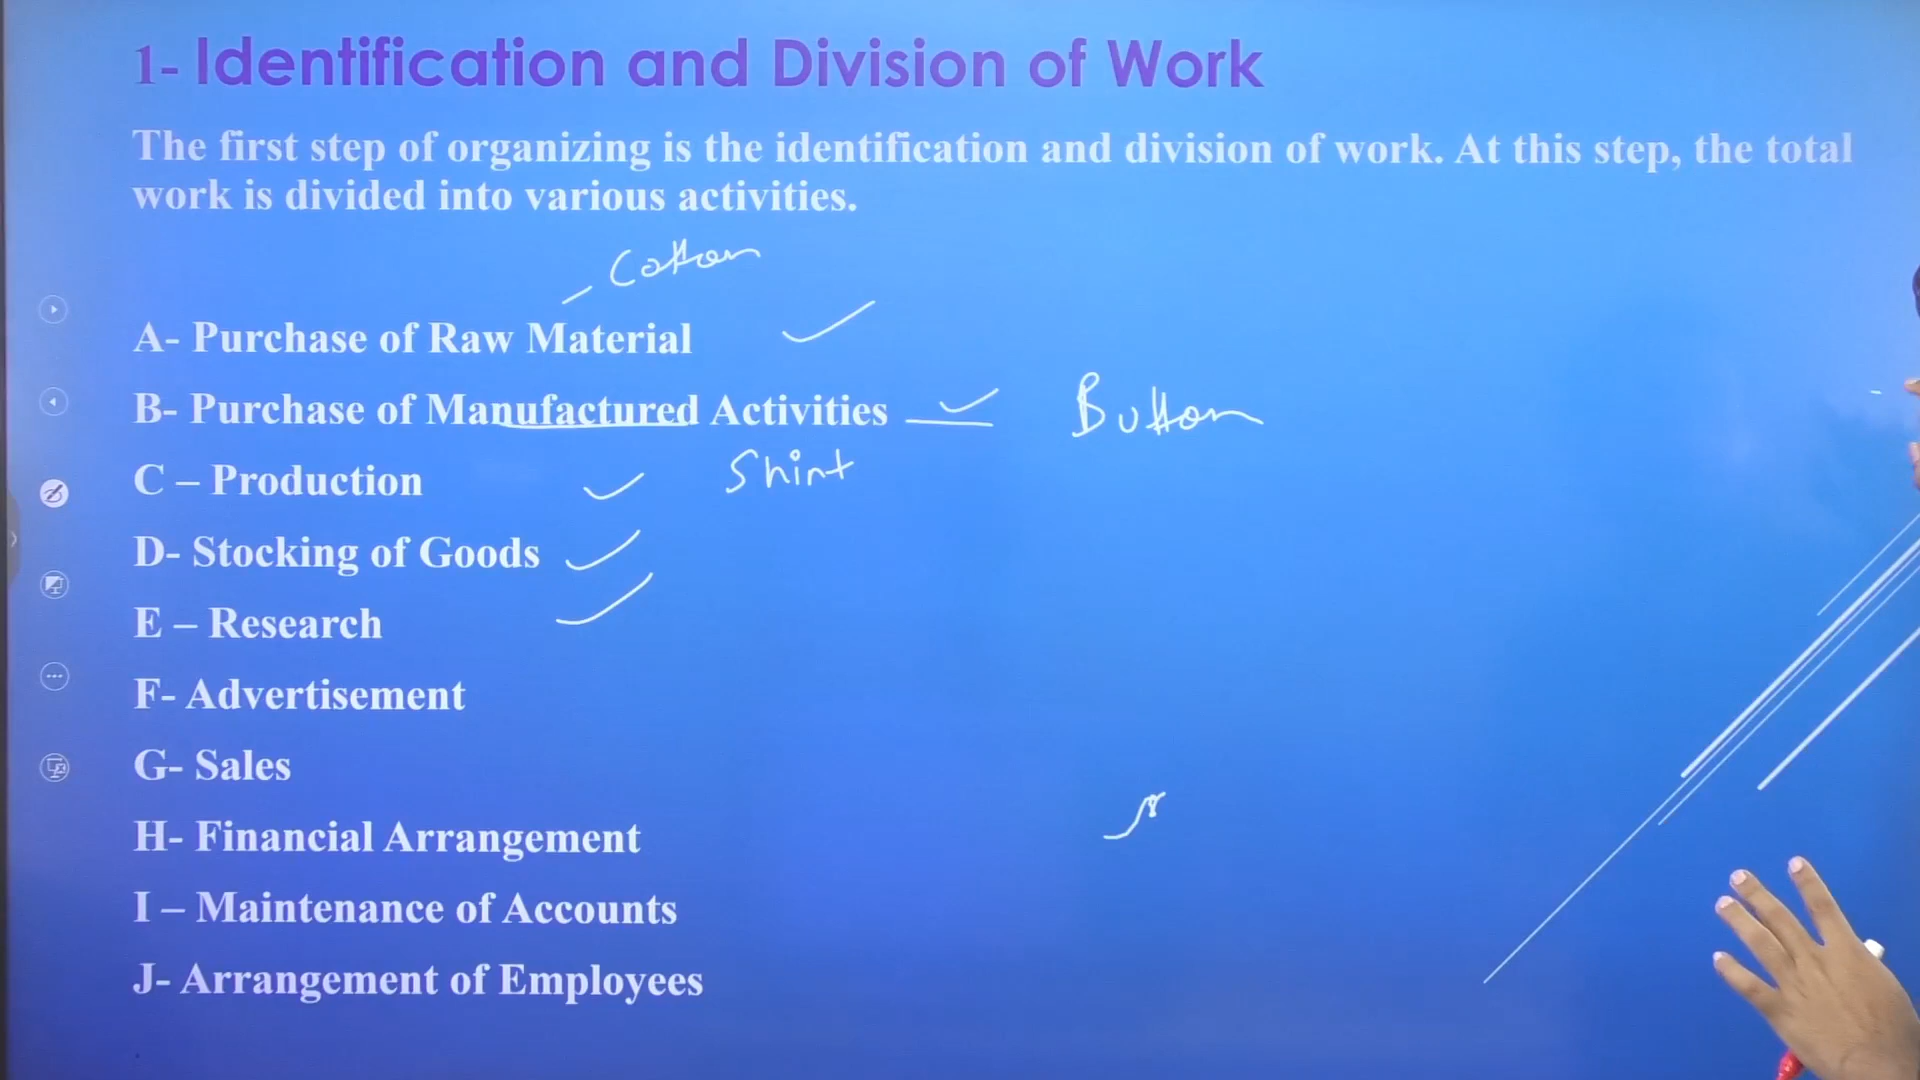 1- Identification and Division of Work
The first step of organizing is the identification and division of work. At this step, the total
work is divided into various activities.
Cotton
A- Purchase of Raw Material
B- Purchase of Manufactured Activities
Button
C – Production
Shirt
D- Stocking of Goods
E – Research
F- Advertisement
G- Sales
H- Financial Arrangement
I – Maintenance of Accounts
J- Arrangement of Employees